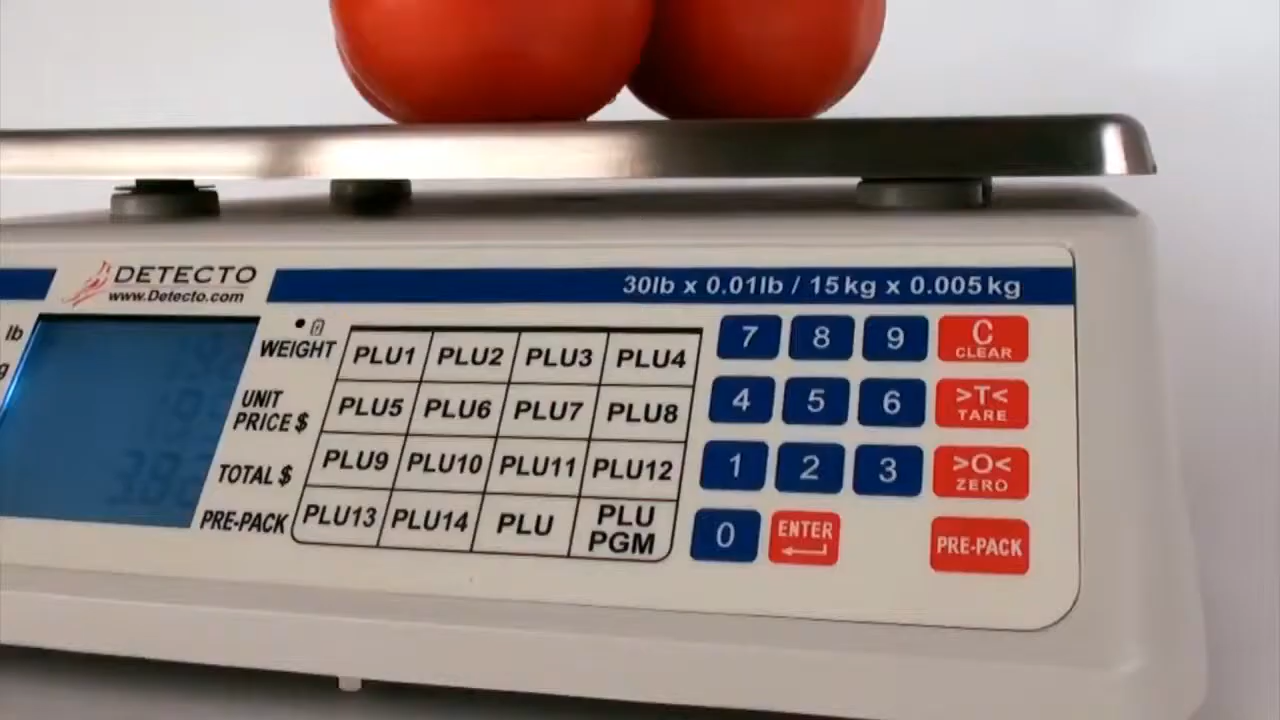 DETECTO
www.Detecto.com
30lb x 0.01lb / 15kg x 0.005kg
lb
g
WEIGHT
UNIT
PRICE $
TOTAL $
PRE-PACK
PLU1 PLU2 PLU3 PLU4
PLU5 PLU6 PLU7 PLU8
PLU9 PLU10 PLU11 PLU12
PLU13 PLU14 PLU PLU PGM
7 8 9 C CLEAR
4 5 6 >T< TARE
1 2 3 >O< ZERO
0 ENTER PRE-PACK